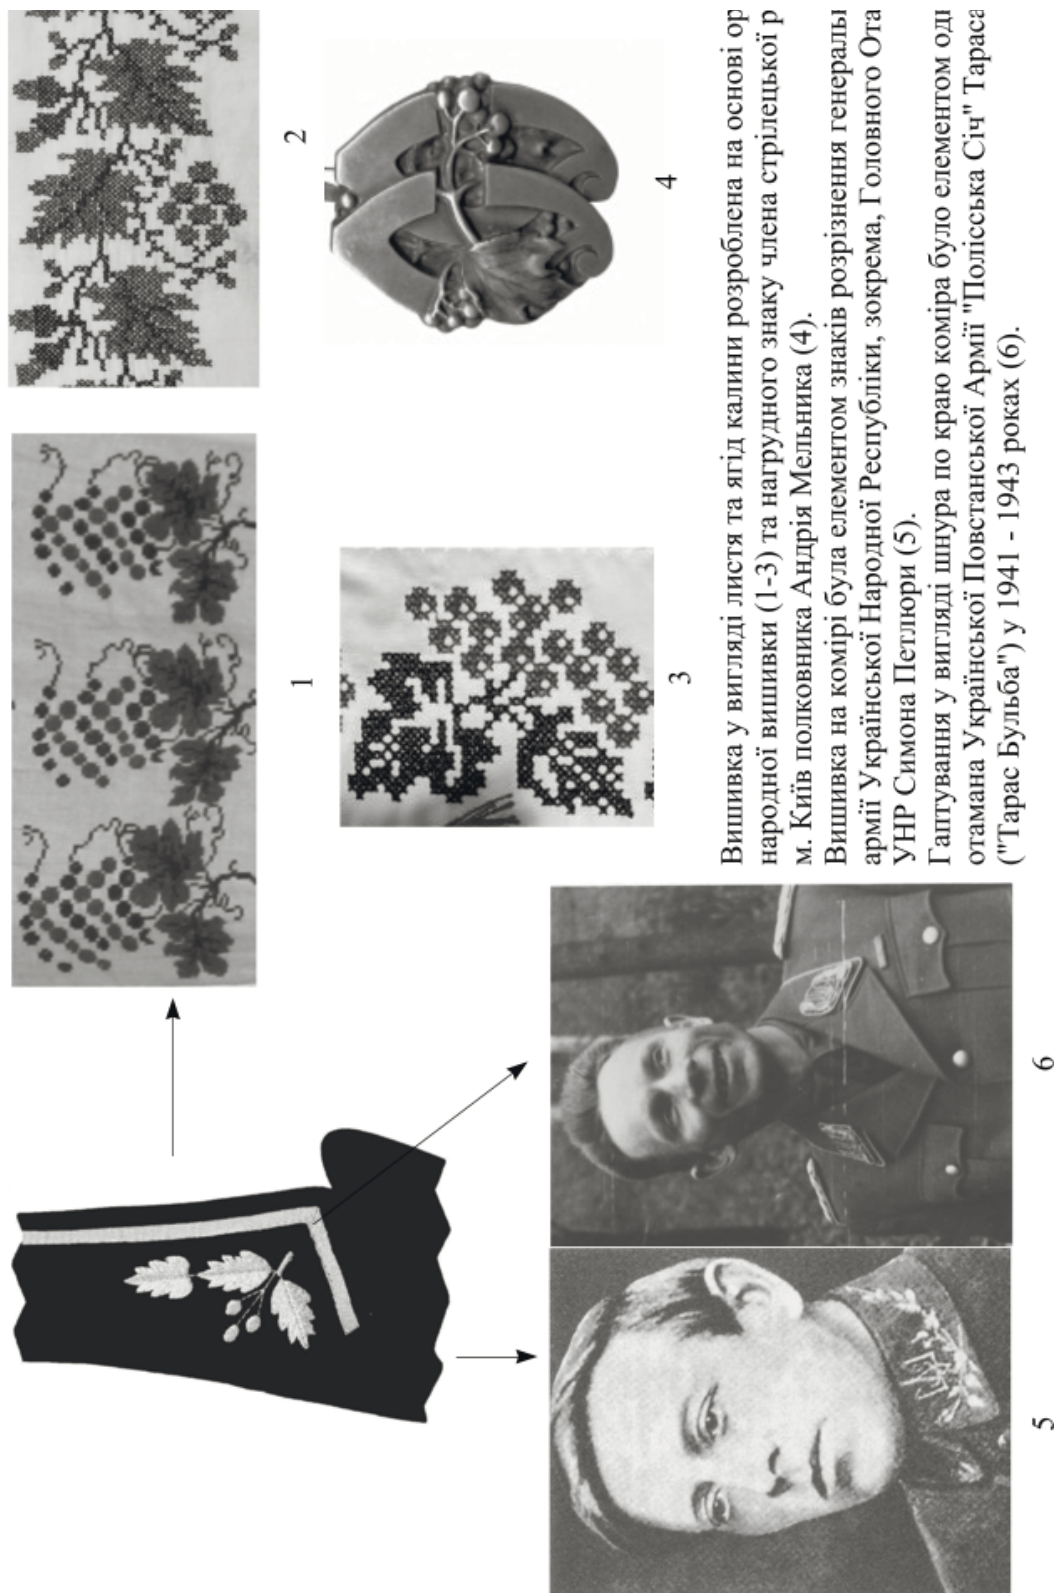 1
2
3
4
Вишивка у вигляді листя та ягід калини розроблена на основі ор
народної вишивки (1-3) та нагрудного знаку члена стрілецької р
м. Київ полковника Андрія Мельника (4).
Вишивка на комірі була елементом знаків розрізнення генераль
армії Української Народної Республіки, зокрема, Головного Ота
УНР Симона Петлюри (5).
Гаптування у вигляді шнура по краю коміра було елементом одн
отамана Української Повстанської Армії "Поліська Січ" Тараса
("Тарас Бульба") у 1941 - 1943 роках (6).
5
6